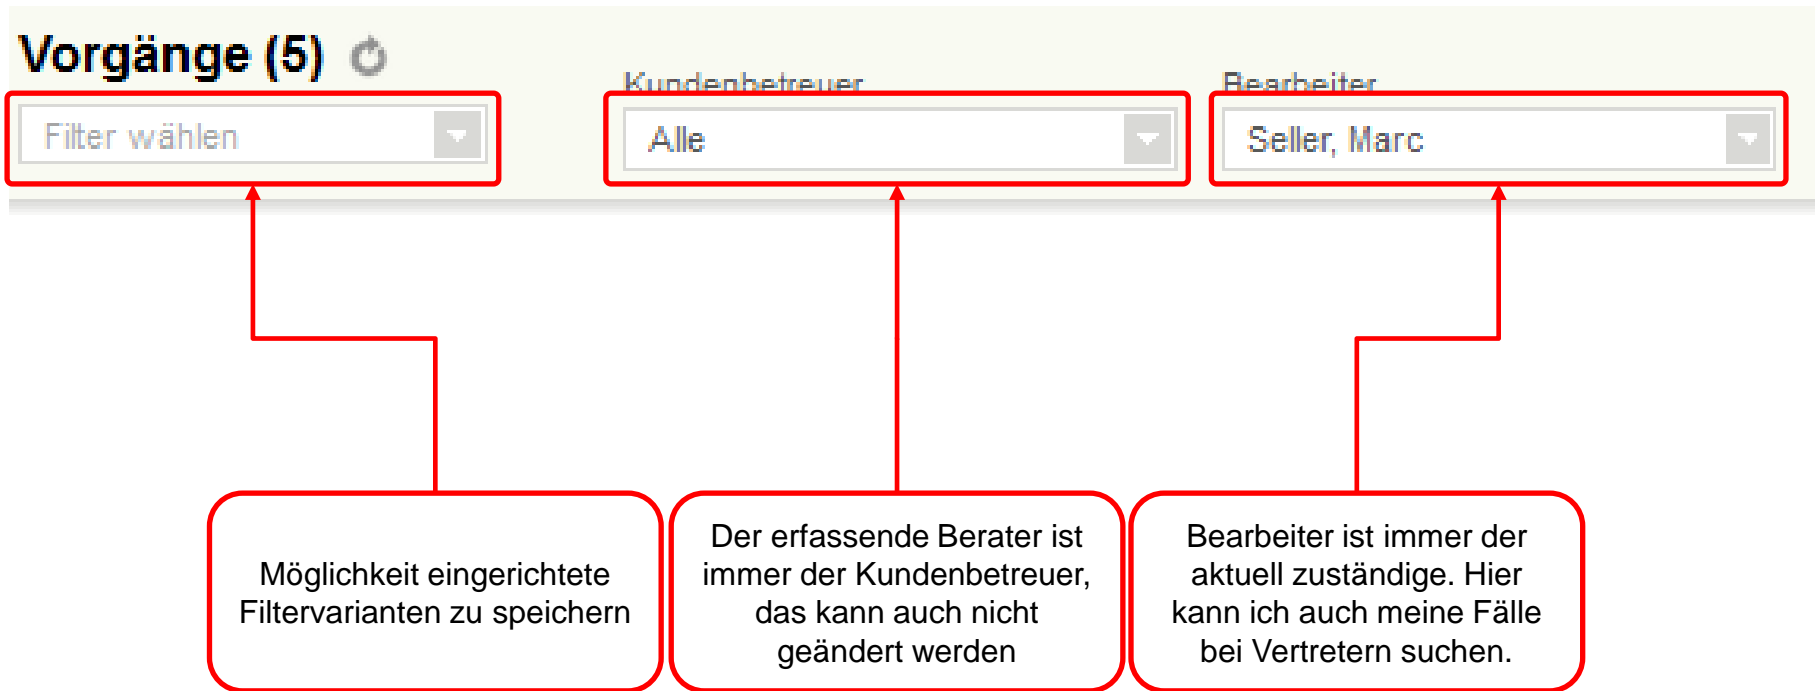 Vorgänge (5)
Kundenbetreuer
Bearbeiter
Filter wählen
Alle
Seller, Marc
Möglichkeit eingerichtete
Filtervarianten zu speichern
Der erfassende Berater ist
immer der Kundenbetreuer,
das kann auch nicht
geändert werden
Bearbeiter ist immer der
aktuell zuständige. Hier
kann ich auch meine Fälle
bei Vertretern suchen.